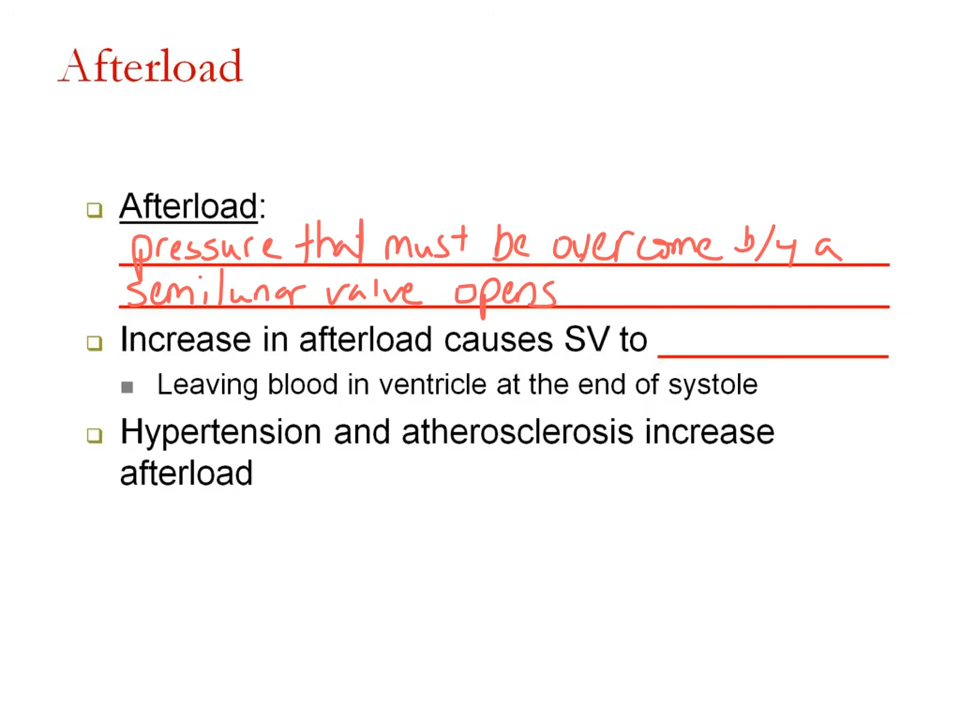 Afterload
Afterload:
pressure that must be overcome b/4 a
semilunar valve opens
Increase in afterload causes SV to
Leaving blood in ventricle at the end of systole
Hypertension and atherosclerosis increase
afterload